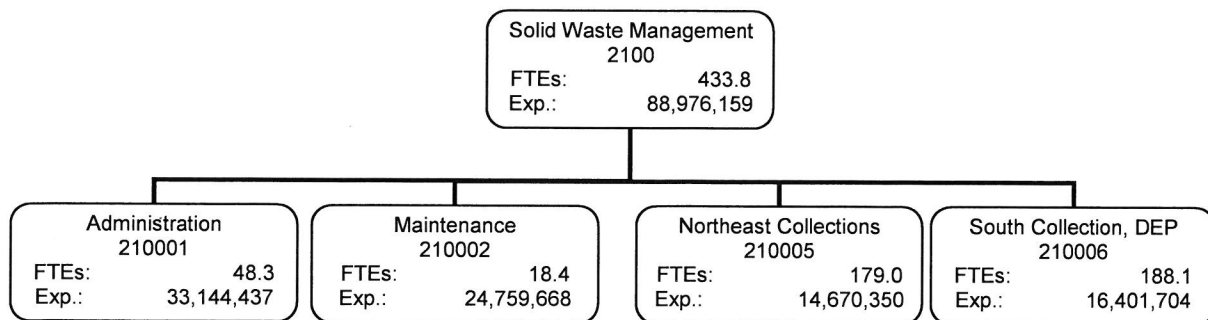 Solid Waste Management
2100
FTEs: 433.8
Exp.: 88,976,159
Administration
210001
FTEs: 48.3
Exp.: 33,144,437
Maintenance
210002
FTEs: 18.4
Exp.: 24,759,668
Northeast Collections
210005
FTEs: 179.0
Exp.: 14,670,350
South Collection, DEP
210006
FTEs: 188.1
Exp.: 16,401,704